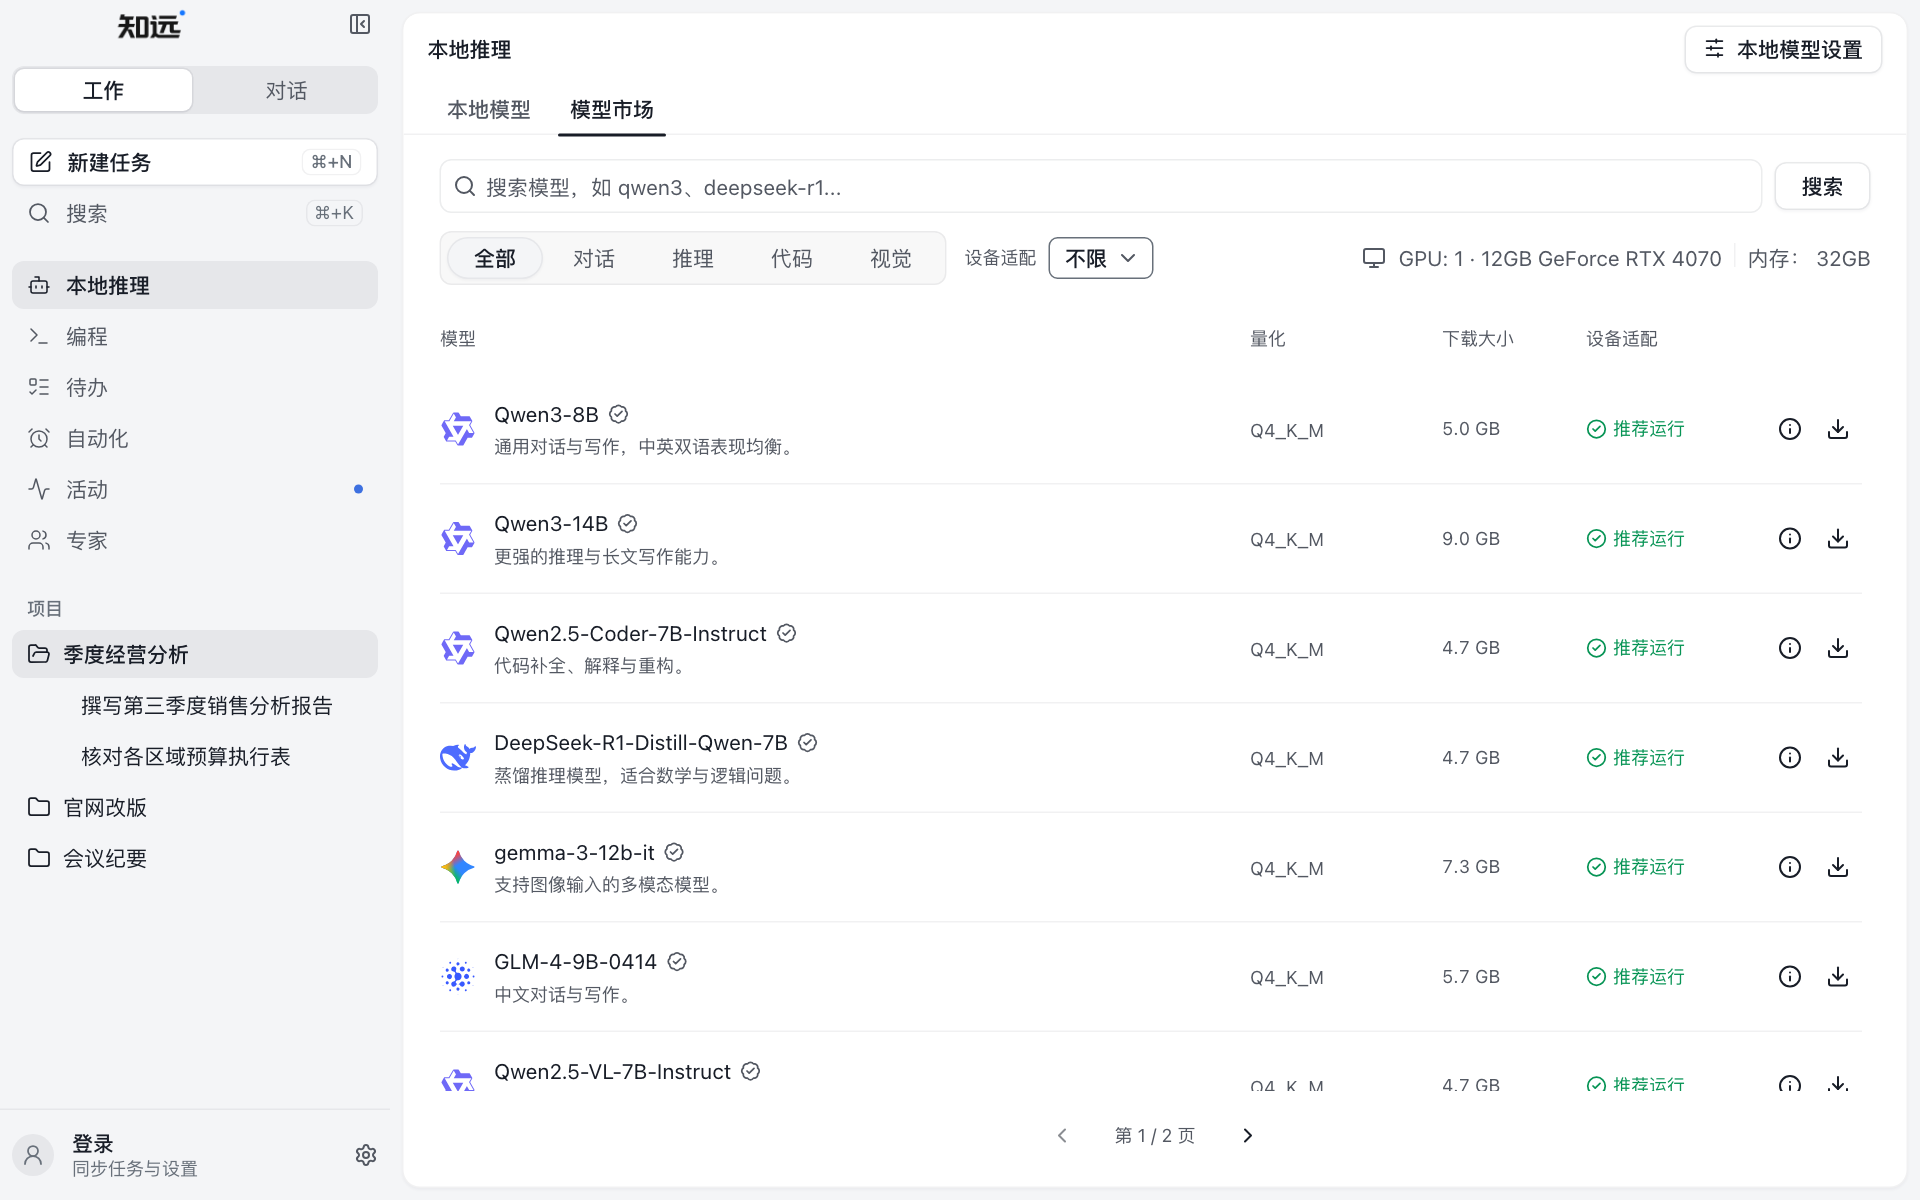 知远
工作
对话
新建任务
⌘+N
搜索
⌘+K
本地推理
编程
待办
自动化
活动
专家
项目
季度经营分析
撰写第三季度销售分析报告
核对各区域预算执行表
官网改版
会议纪要
登录
同步任务与设置
本地推理
本地模型设置
本地模型
模型市场
搜索模型，如 qwen3、deepseek-r1...
搜索
全部
对话
推理
代码
视觉
设备适配
不限
GPU: 1 · 12GB GeForce RTX 4070
内存： 32GB
模型
量化
下载大小
设备适配
Qwen3-8B
通用对话与写作，中英双语表现均衡。
Q4_K_M
5.0 GB
推荐运行
Qwen3-14B
更强的推理与长文写作能力。
Q4_K_M
9.0 GB
推荐运行
Qwen2.5-Coder-7B-Instruct
代码补全、解释与重构。
Q4_K_M
4.7 GB
推荐运行
DeepSeek-R1-Distill-Qwen-7B
蒸馏推理模型，适合数学与逻辑问题。
Q4_K_M
4.7 GB
推荐运行
gemma-3-12b-it
支持图像输入的多模态模型。
Q4_K_M
7.3 GB
推荐运行
GLM-4-9B-0414
中文对话与写作。
Q4_K_M
5.7 GB
推荐运行
Qwen2.5-VL-7B-Instruct
Q4_K_M
4.7 GB
推荐运行
第 1 / 2 页